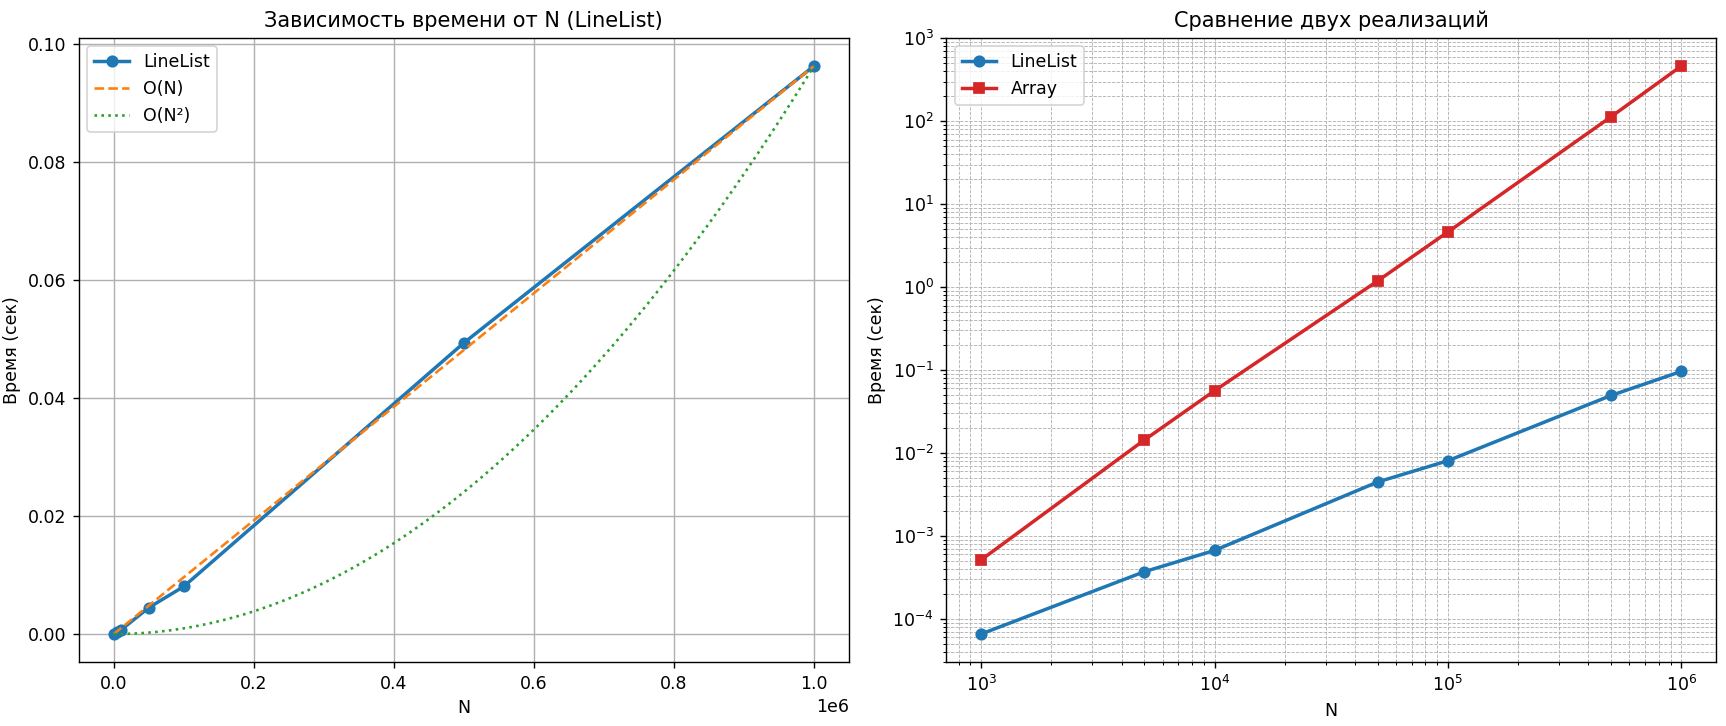 Зависимость времени от N (LineList)
LineList
O(N)
O(N²)
0.10
0.08
0.06
0.04
0.02
0.00
Время (сек)
0.0 0.2 0.4 0.6 0.8 1.0
1e6
N
Сравнение двух реализаций
LineList
Array
10³
10²
10¹
10⁰
10⁻¹
10⁻²
10⁻³
10⁻⁴
Время (сек)
10³ 10⁴ 10⁵ 10⁶
N